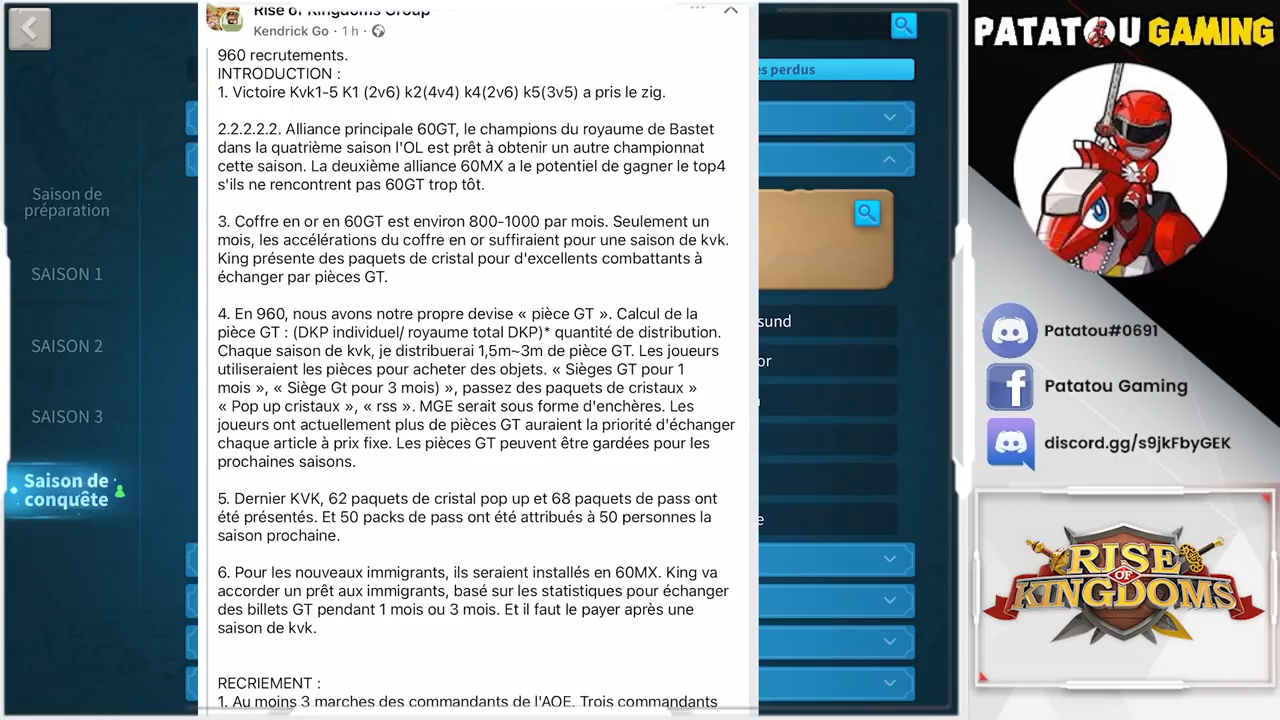 Rise of Kingdoms Group
Kendrick Go · 1 h ·
960 recrutements.
INTRODUCTION :
1. Victoire Kvk1-5 K1 (2v6) k2(4v4) k4(2v6) k5(3v5) a pris le zig.
2.2.2.2.2. Alliance principale 60GT, le champions du royaume de Bastet
dans la quatrième saison l'OL est prêt à obtenir un autre championnat
cette saison. La deuxième alliance 60MX a le potentiel de gagner le top4
s'ils ne rencontrent pas 60GT trop tôt.
3. Coffre en or en 60GT est environ 800-1000 par mois. Seulement un
mois, les accélérations du coffre en or suffiraient pour une saison de kvk.
King présente des paquets de cristal pour d'excellents combattants à
échanger par pièces GT.
4. En 960, nous avons notre propre devise « pièce GT ». Calcul de la
pièce GT : (DKP individuel/ royaume total DKP)* quantité de distribution.
Chaque saison de kvk, je distribuerai 1,5m~3m de pièce GT. Les joueurs
utiliseraient les pièces pour acheter des objets. « Sièges GT pour 1
mois », « Siège Gt pour 3 mois) », passez des paquets de cristaux »
« Pop up cristaux », « rss ». MGE serait sous forme d'enchères. Les
joueurs ont actuellement plus de pièces GT auraient la priorité d'échanger
chaque article à prix fixe. Les pièces GT peuvent être gardées pour les
prochaines saisons.
5. Dernier KVK, 62 paquets de cristal pop up et 68 paquets de pass ont
été présentés. Et 50 packs de pass ont été attribués à 50 personnes la
saison prochaine.
6. Pour les nouveaux immigrants, ils seraient installés en 60MX. King va
accorder un prêt aux immigrants, basé sur les statistiques pour échanger
des billets GT pendant 1 mois ou 3 mois. Et il faut le payer après une
saison de kvk.
RECRIEMENT :
1. Au moins 3 marches des commandants de l'AOE. Trois commandants
Saison de
préparation
SAISON 1
SAISON 2
SAISON 3
Saison de
conquête
es perdus
sund
or
e
PATATOU GAMING
Patatou#0691
Patatou Gaming
discord.gg/s9jkFbyGEK
RISE
OF
KINGDOMS